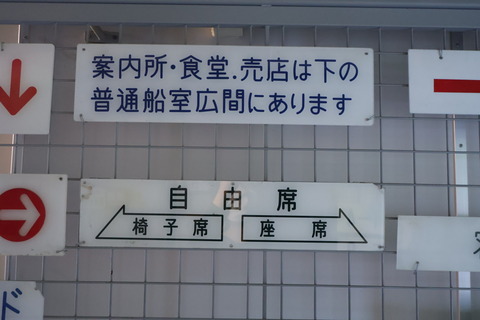 案内所・食堂.売店は下の
普通船室広間にあります
自由席
椅子席 座席
ド